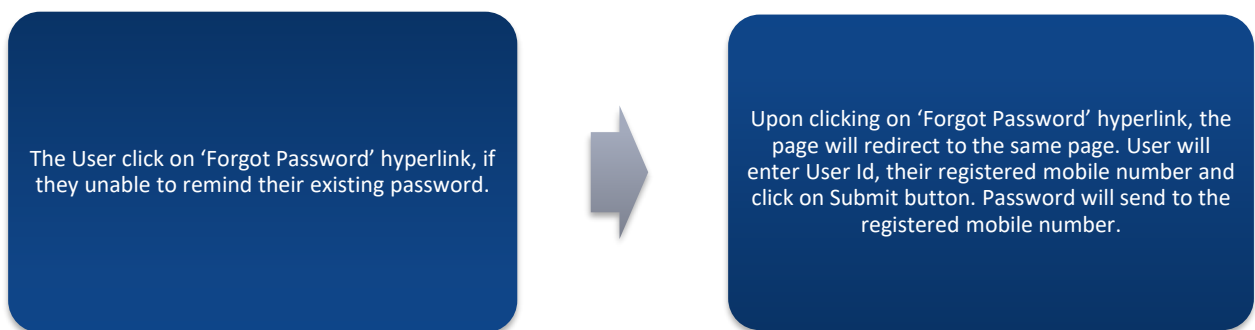 The User click on ‘Forgot Password’ hyperlink, if
they unable to remind their existing password.
Upon clicking on ‘Forgot Password’ hyperlink, the
page will redirect to the same page. User will
enter User Id, their registered mobile number and
click on Submit button. Password will send to the
registered mobile number.